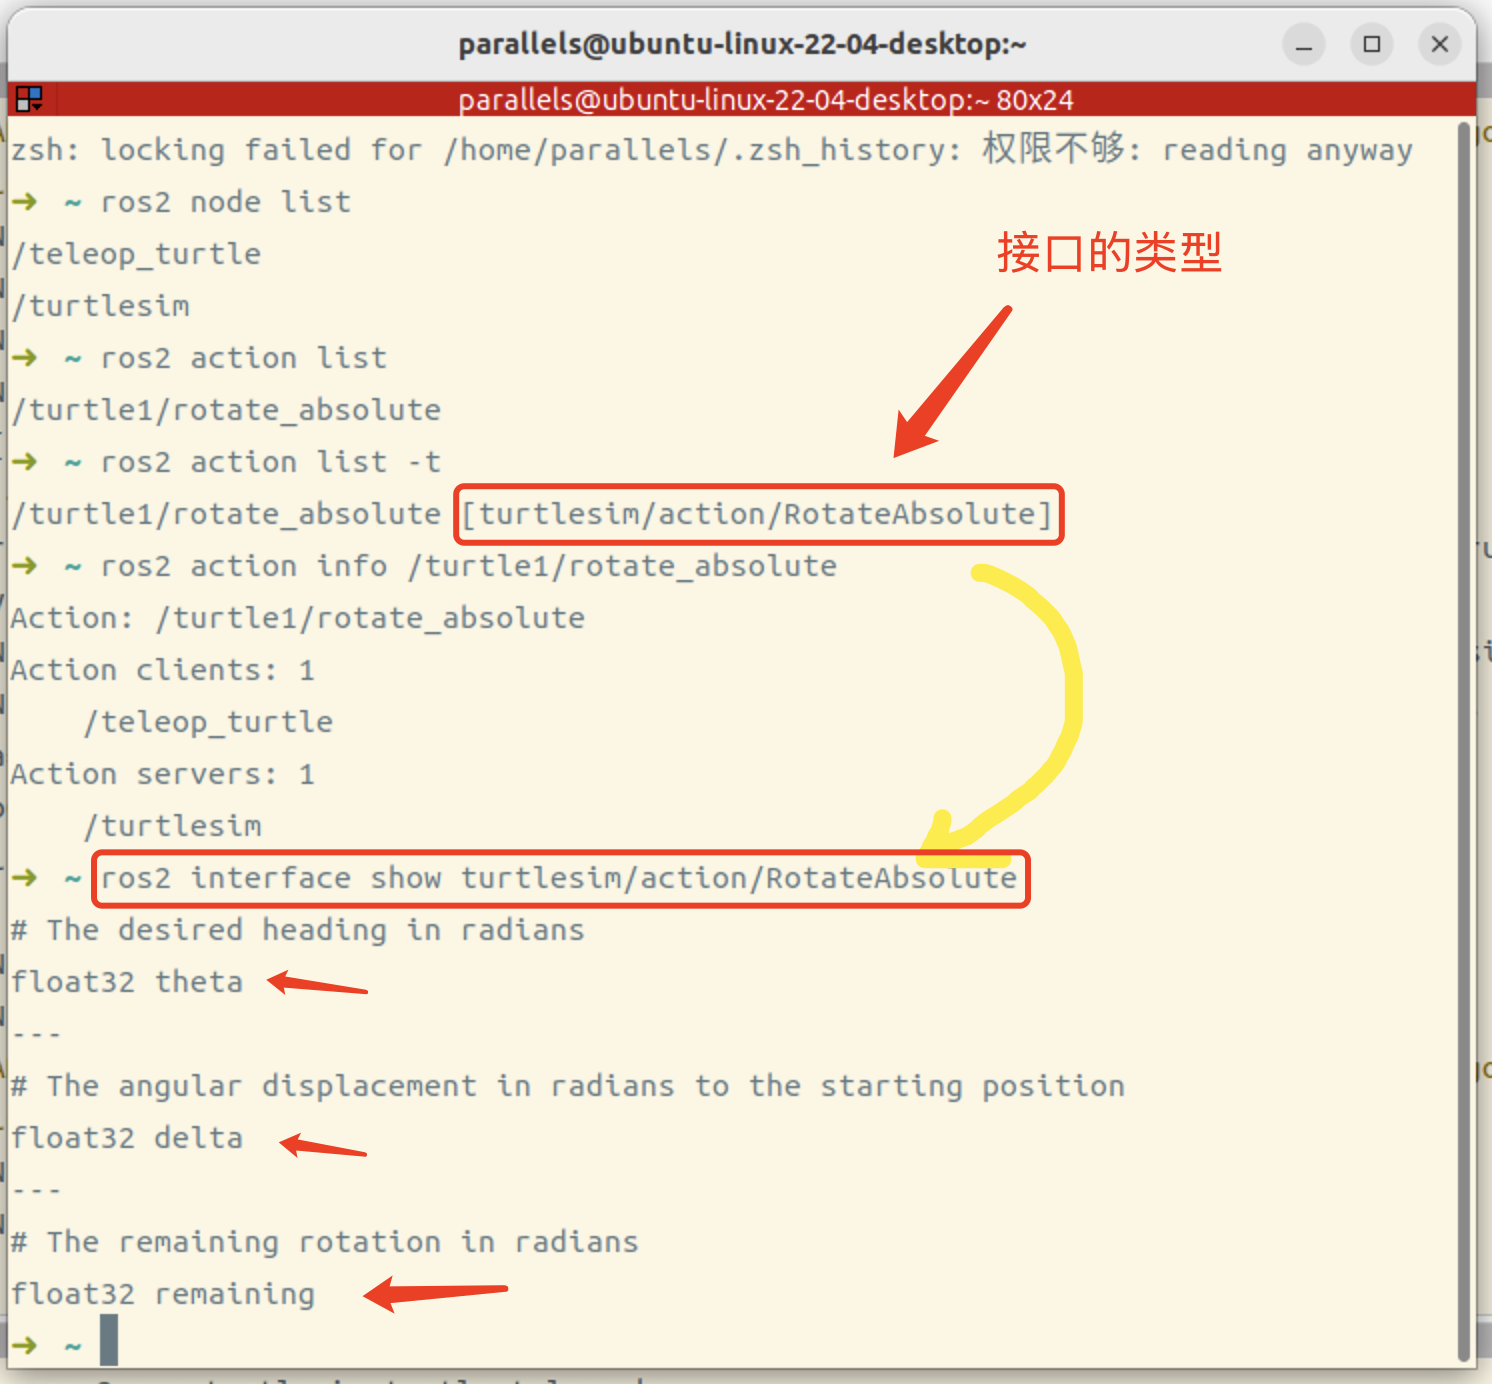 parallels@ubuntu-linux-22-04-desktop:~
parallels@ubuntu-linux-22-04-desktop:~ 80x24
zsh: locking failed for /home/parallels/.zsh_history: 权限不够: reading anyway
➜ ~ ros2 node list
/teleop_turtle
/turtlesim
接口的类型
➜ ~ ros2 action list
/turtle1/rotate_absolute
➜ ~ ros2 action list -t
/turtle1/rotate_absolute [turtlesim/action/RotateAbsolute]
➜ ~ ros2 action info /turtle1/rotate_absolute
Action: /turtle1/rotate_absolute
Action clients: 1
/teleop_turtle
Action servers: 1
/turtlesim
➜ ~ ros2 interface show turtlesim/action/RotateAbsolute
# The desired heading in radians
float32 theta
---
# The angular displacement in radians to the starting position
float32 delta
---
# The remaining rotation in radians
float32 remaining
➜ ~